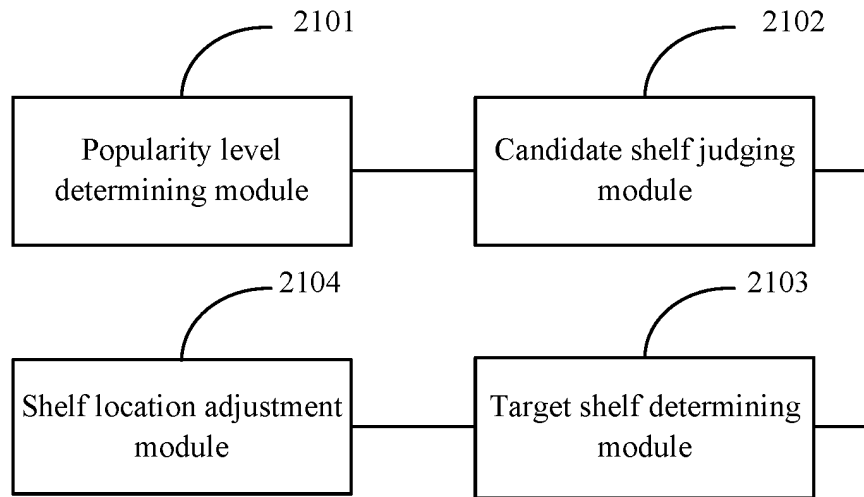 2101
2102
Popularity level
determining module
Candidate shelf judging
module
2104
2103
Shelf location adjustment
module
Target shelf determining
module